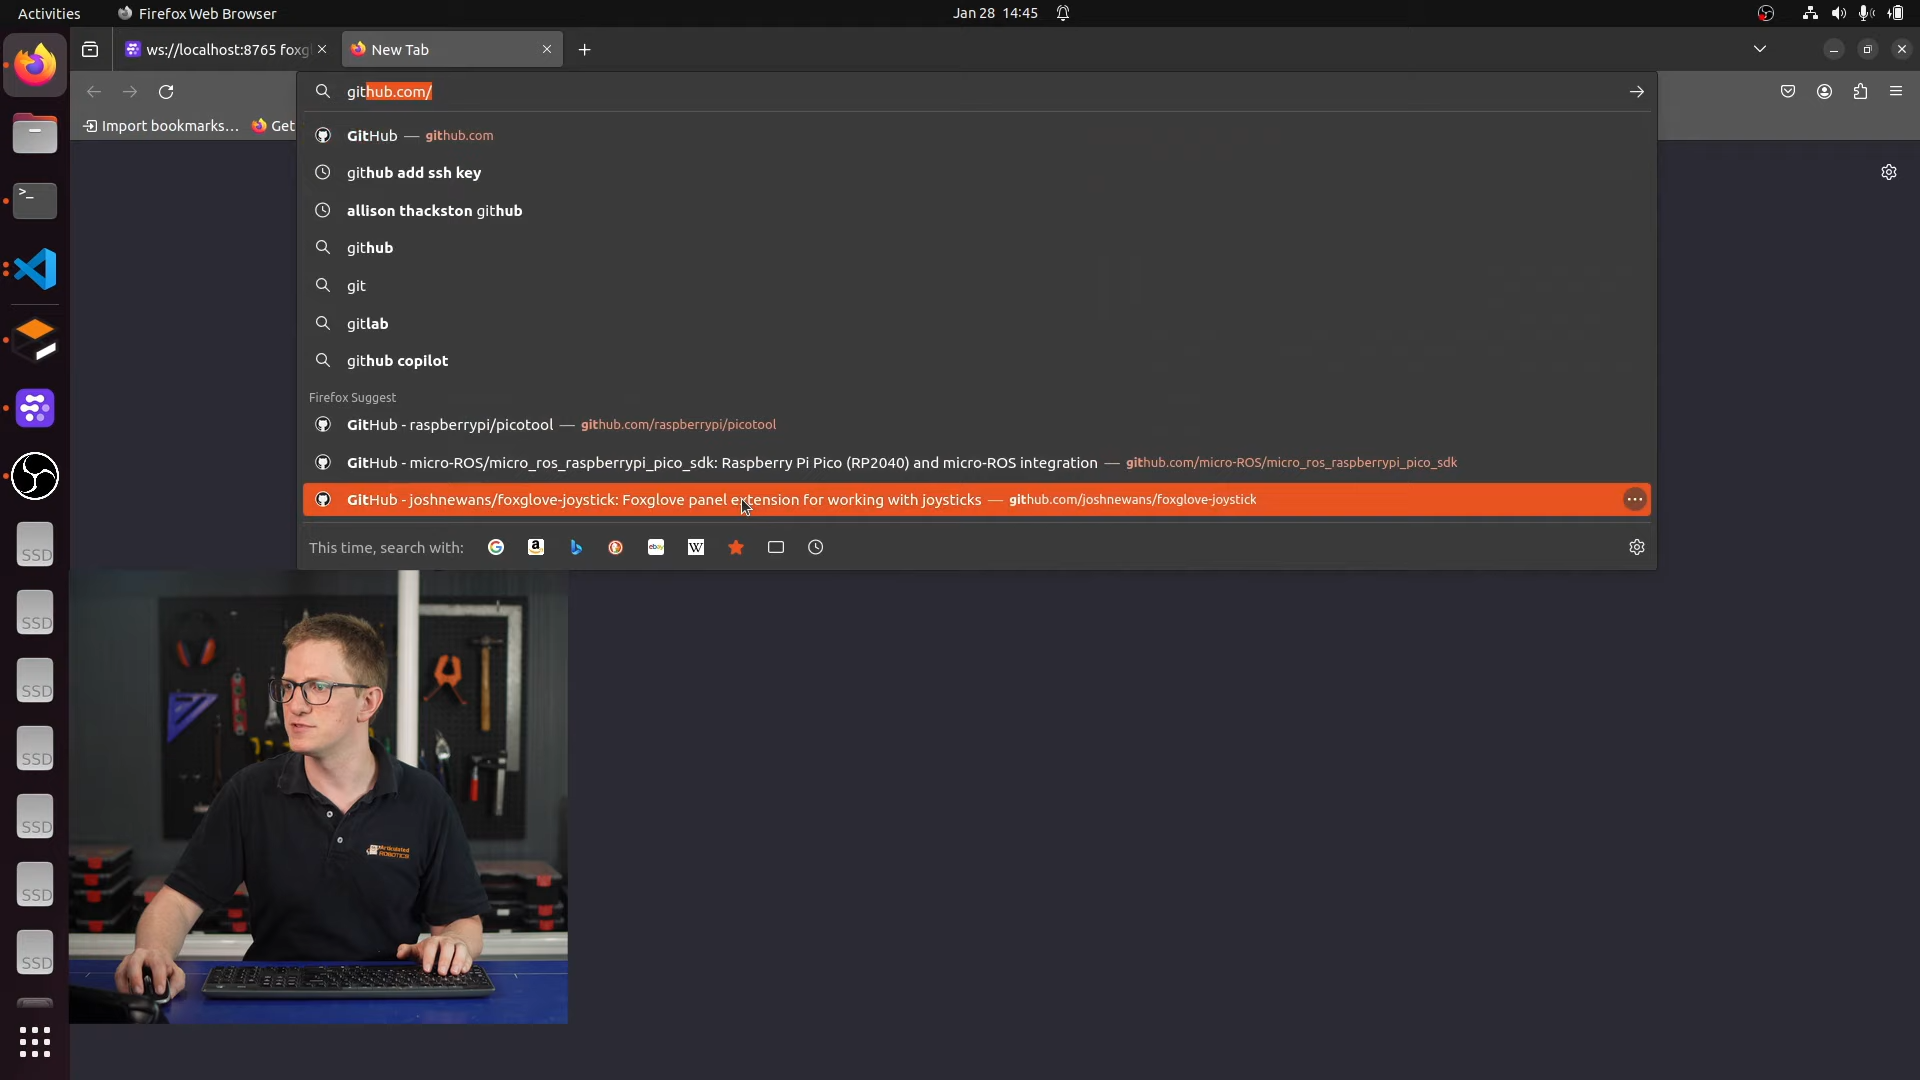 Activities
Firefox Web Browser
Jan 28 14:45
ws://localhost:8765 foxg
New Tab
Import bookmarks...
Get
github.com/
GitHub — github.com
github add ssh key
allison thackston github
github
git
gitlab
github copilot
Firefox Suggest
GitHub - raspberrypi/picotool — github.com/raspberrypi/picotool
GitHub - micro-ROS/micro_ros_raspberrypi_pico_sdk: Raspberry Pi Pico (RP2040) and micro-ROS integration — github.com/micro-ROS/micro_ros_raspberrypi_pico_sdk
GitHub - joshnewans/foxglove-joystick: Foxglove panel extension for working with joysticks — github.com/joshnewans/foxglove-joystick
This time, search with:
ebay
W
SSD
SSD
SSD
SSD
SSD
SSD
SSD
Articulated
ROBOTICS